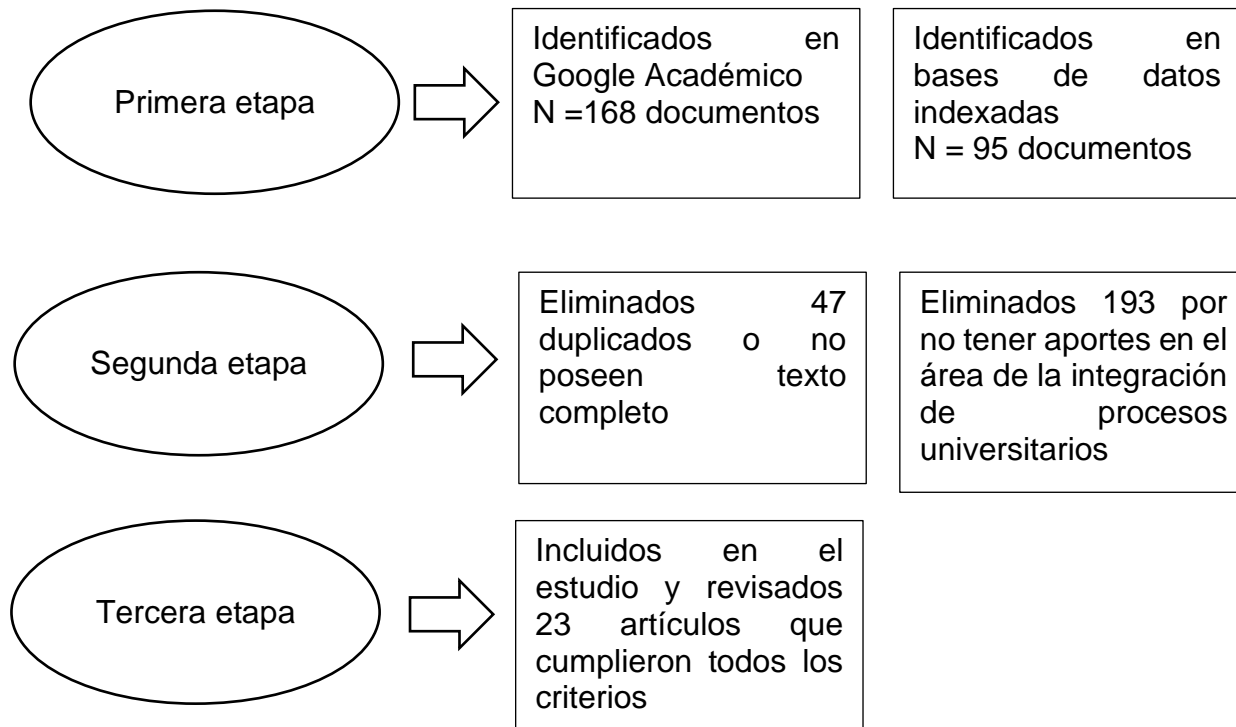 Primera etapa
Identificados en
Google Académico
N =168 documentos
Identificados en
bases de datos
indexadas
N = 95 documentos
Segunda etapa
Eliminados 47
duplicados o no
poseen texto
completo
Eliminados 193 por
no tener aportes en el
área de la integración
de procesos
universitarios
Tercera etapa
Incluidos en el
estudio y revisados
23 artículos que
cumplieron todos los
criterios